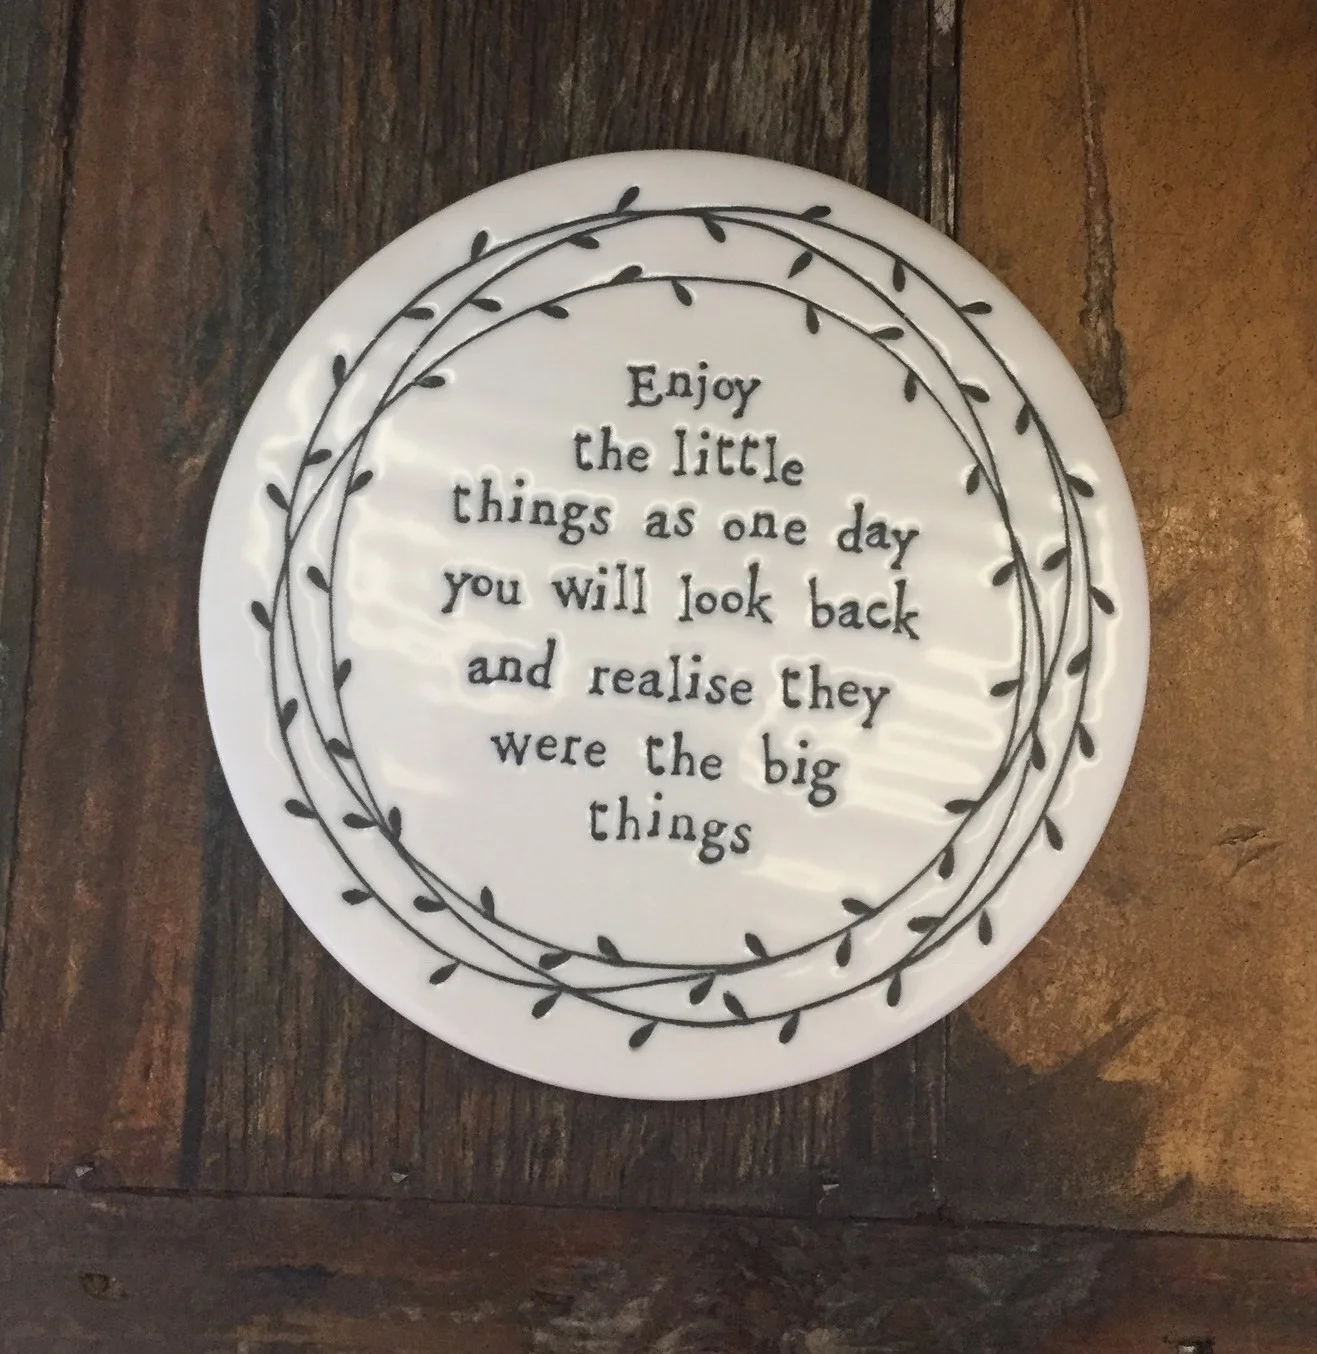 Enjoy
the little
things as one day
you will look back
and realise they
were the big
things